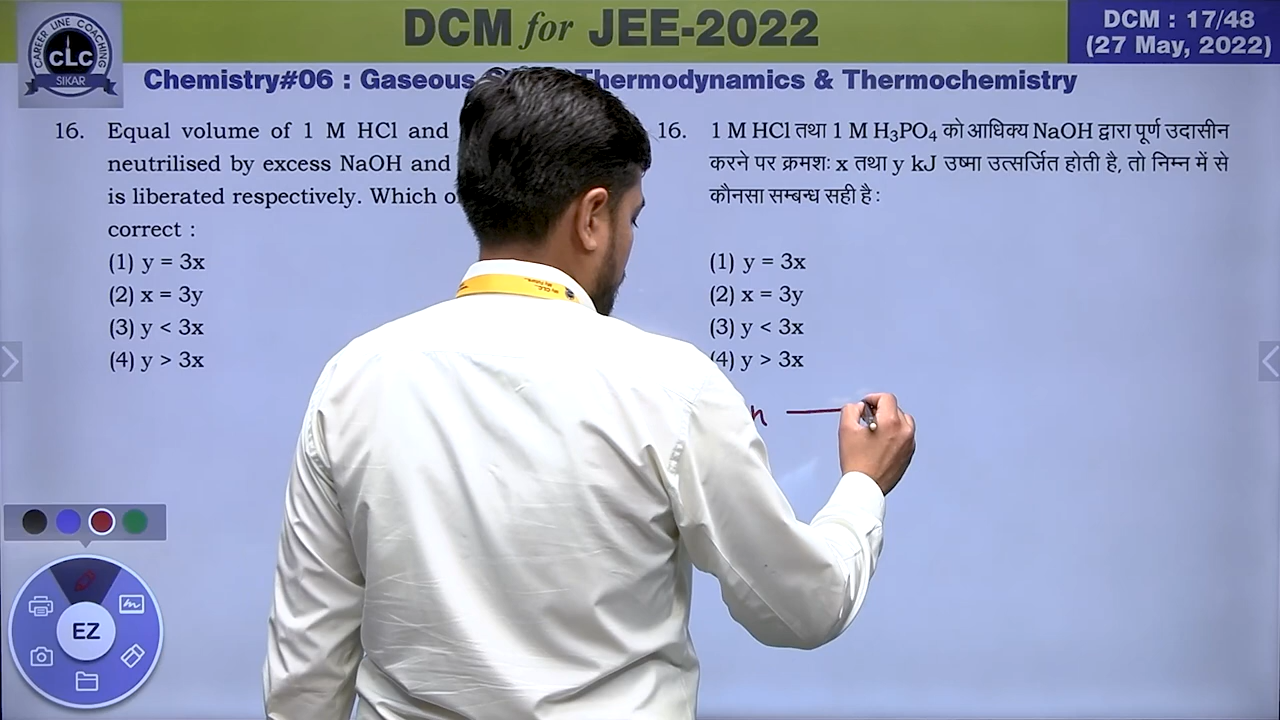 CAREER LINE COACHING
CLC
SIKAR
DCM for JEE-2022
DCM : 17/48
(27 May, 2022)
Chemistry#06 : Gaseous Thermodynamics & Thermochemistry
16. Equal volume of 1 M HCl and
neutrilised by excess NaOH and
is liberated respectively. Which
correct :
(1) y = 3x
(2) x = 3y
(3) y < 3x
(4) y > 3x
16. 1 M HCl तथा 1 M H₃PO₄ को आधिक्य NaOH द्वारा पूर्ण उदासीन
करने पर क्रमशः x तथा y kJ उष्मा उत्सर्जित होती है, तो निम्न में से
कौनसा सम्बन्ध सही है :
(1) y = 3x
(2) x = 3y
(3) y < 3x
(4) y > 3x
EZ